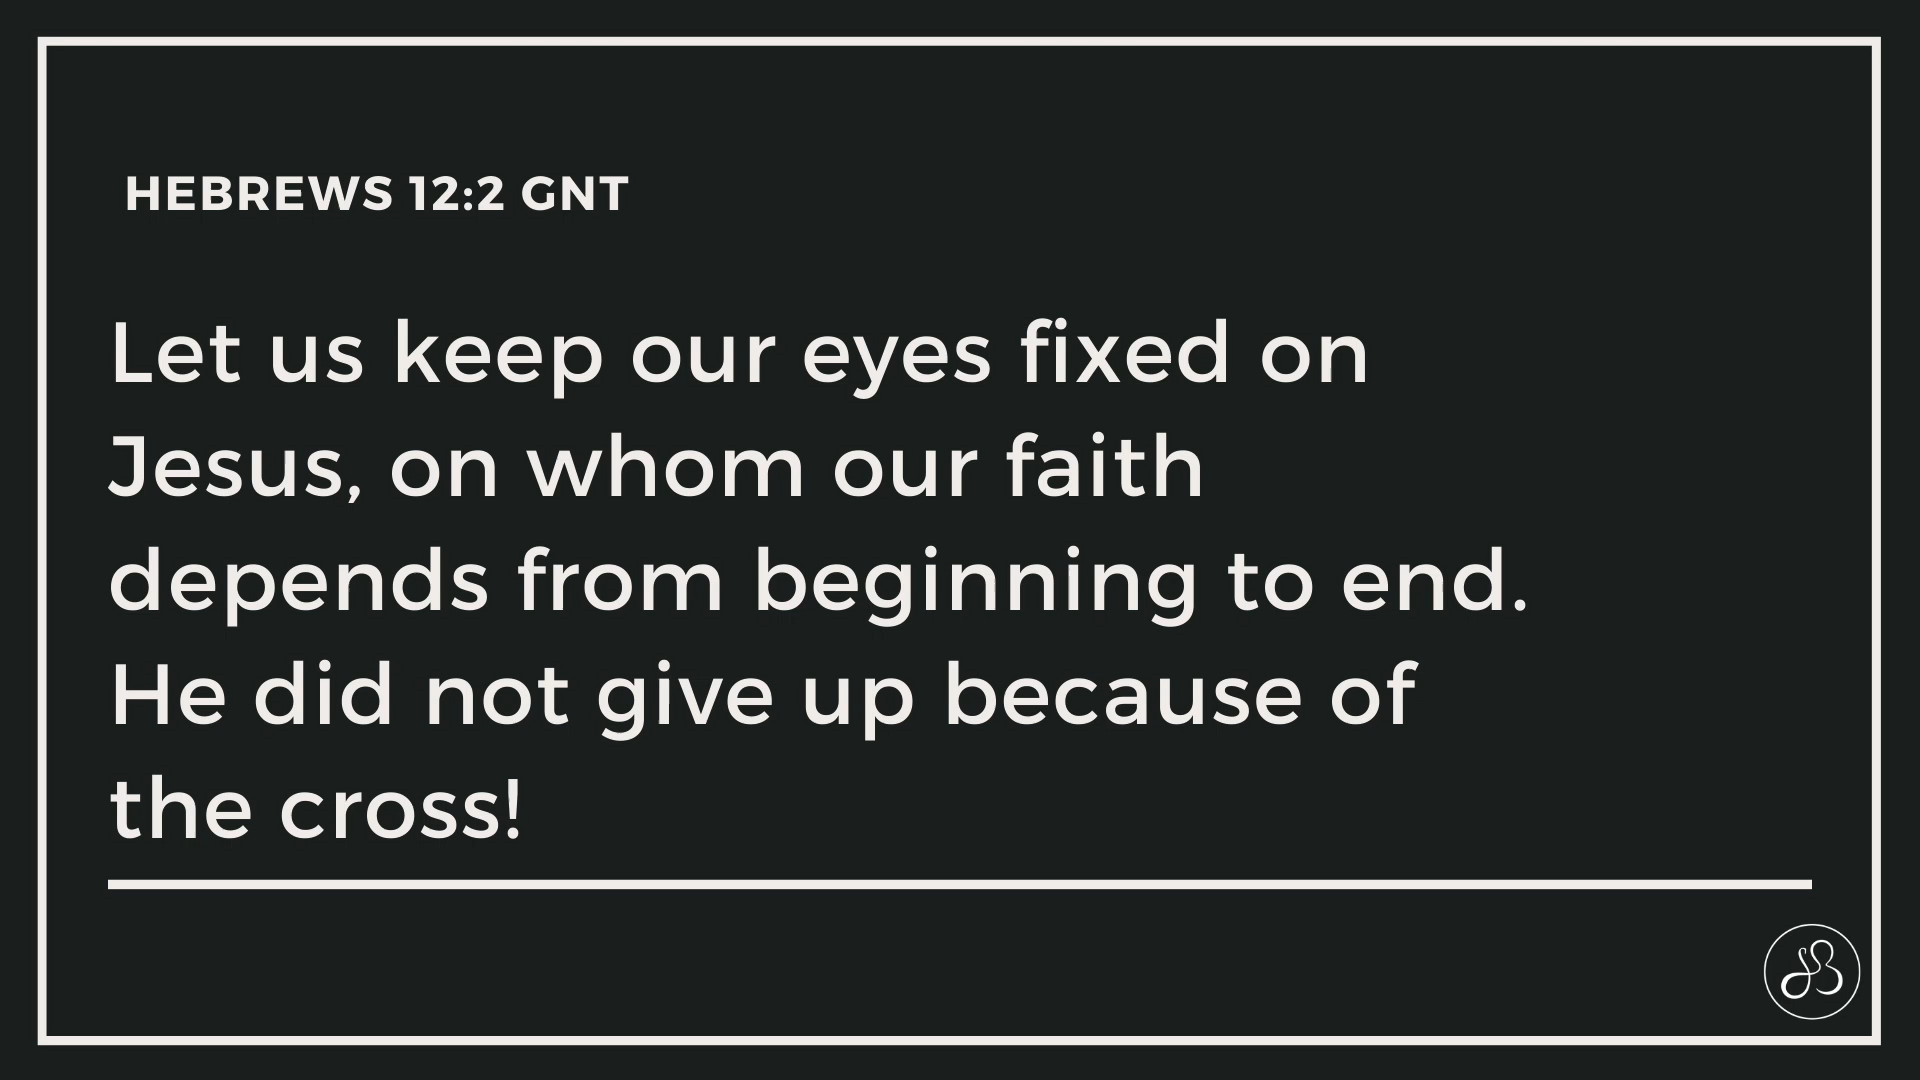 HEBREWS 12:2 GNT
Let us keep our eyes fixed on
Jesus, on whom our faith
depends from beginning to end.
He did not give up because of
the cross!